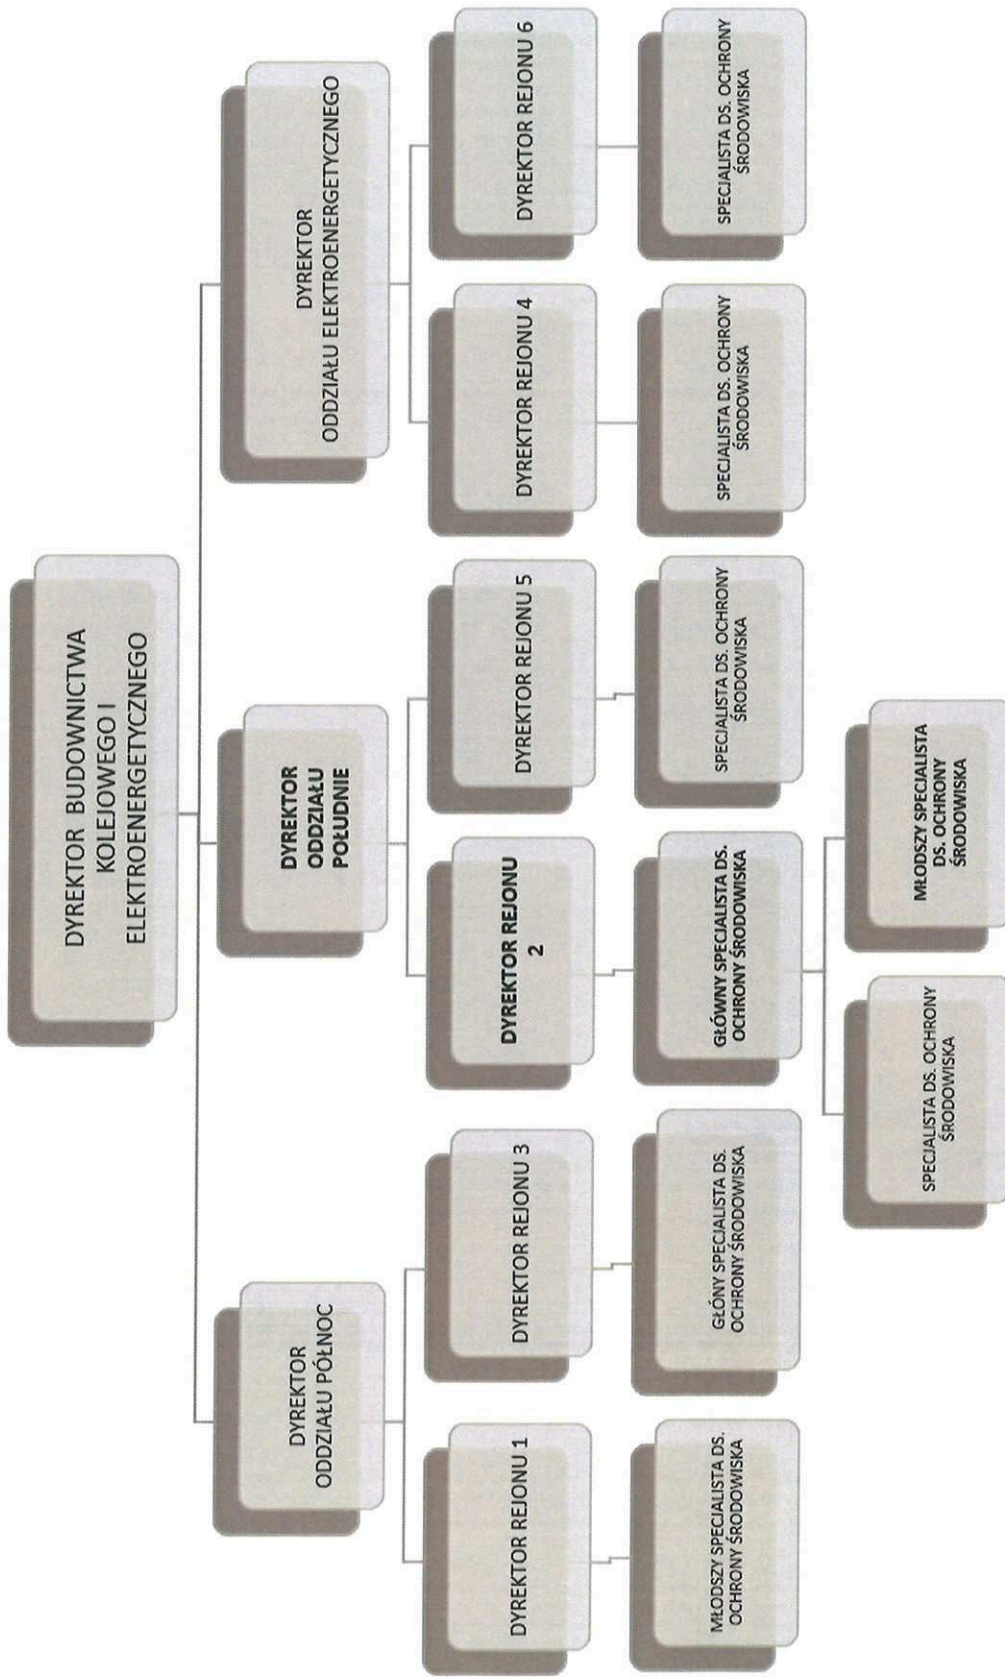 DYREKTOR BUDOWNICTWA
KOLEJOWEGO I
ELEKTROENERGETYCZNEGO
DYREKTOR
ODDZIAŁU PÓŁNOC
DYREKTOR
ODDZIAŁU
POŁUDNIE
DYREKTOR
ODDZIAŁU ELEKTROENERGETYCZNEGO
DYREKTOR REJONU 1
DYREKTOR REJONU 3
DYREKTOR REJONU
2
DYREKTOR REJONU 5
DYREKTOR REJONU 4
DYREKTOR REJONU 6
MŁODSZY SPECJALISTA DS.
OCHRONY ŚRODOWISKA
GŁÓNY SPECJALISTA DS.
OCHRONY ŚRODOWISKA
GŁÓWNY SPECJALISTA DS.
OCHRONY ŚRODOWISKA
SPECJALISTA DS. OCHRONY
ŚRODOWISKA
SPECJALISTA DS. OCHRONY
ŚRODOWISKA
SPECJALISTA DS. OCHRONY
ŚRODOWISKA
SPECJALISTA DS. OCHRONY
ŚRODOWISKA
MŁODSZY SPECJALISTA
DS. OCHRONY
ŚRODOWISKA